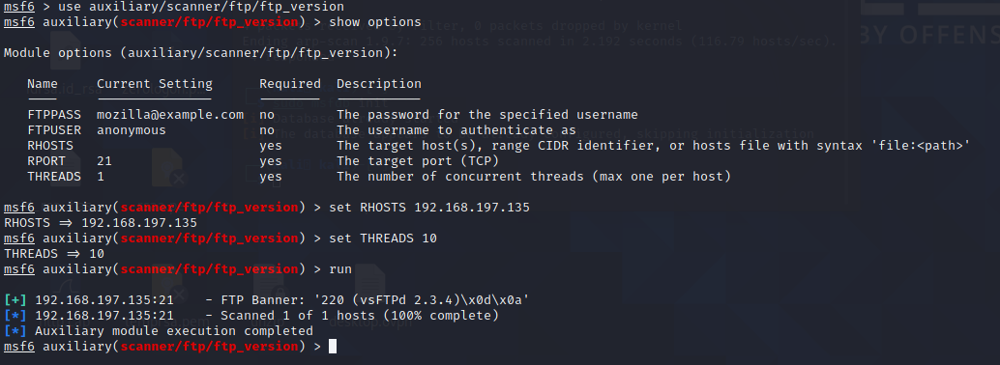 msf6 > use auxiliary/scanner/ftp/ftp_version
msf6 auxiliary(scanner/ftp/ftp_version) > show options
Module options (auxiliary/scanner/ftp/ftp_version):
Name Current Setting Required Description
FTPPASS mozilla@example.com no The password for the specified username
FTPUSER anonymous no The username to authenticate as
RHOSTS yes The target host(s), range CIDR identifier, or hosts file with syntax 'file:<path>'
RPORT 21 yes The target port (TCP)
THREADS 1 yes The number of concurrent threads (max one per host)
msf6 auxiliary(scanner/ftp/ftp_version) > set RHOSTS 192.168.197.135
RHOSTS => 192.168.197.135
msf6 auxiliary(scanner/ftp/ftp_version) > set THREADS 10
THREADS => 10
msf6 auxiliary(scanner/ftp/ftp_version) > run
[+] 192.168.197.135:21 - FTP Banner: '220 (vsFTPd 2.3.4)\x0d\x0a'
[*] 192.168.197.135:21 - Scanned 1 of 1 hosts (100% complete)
[*] Auxiliary module execution completed
msf6 auxiliary(scanner/ftp/ftp_version) >
BY OFFENS